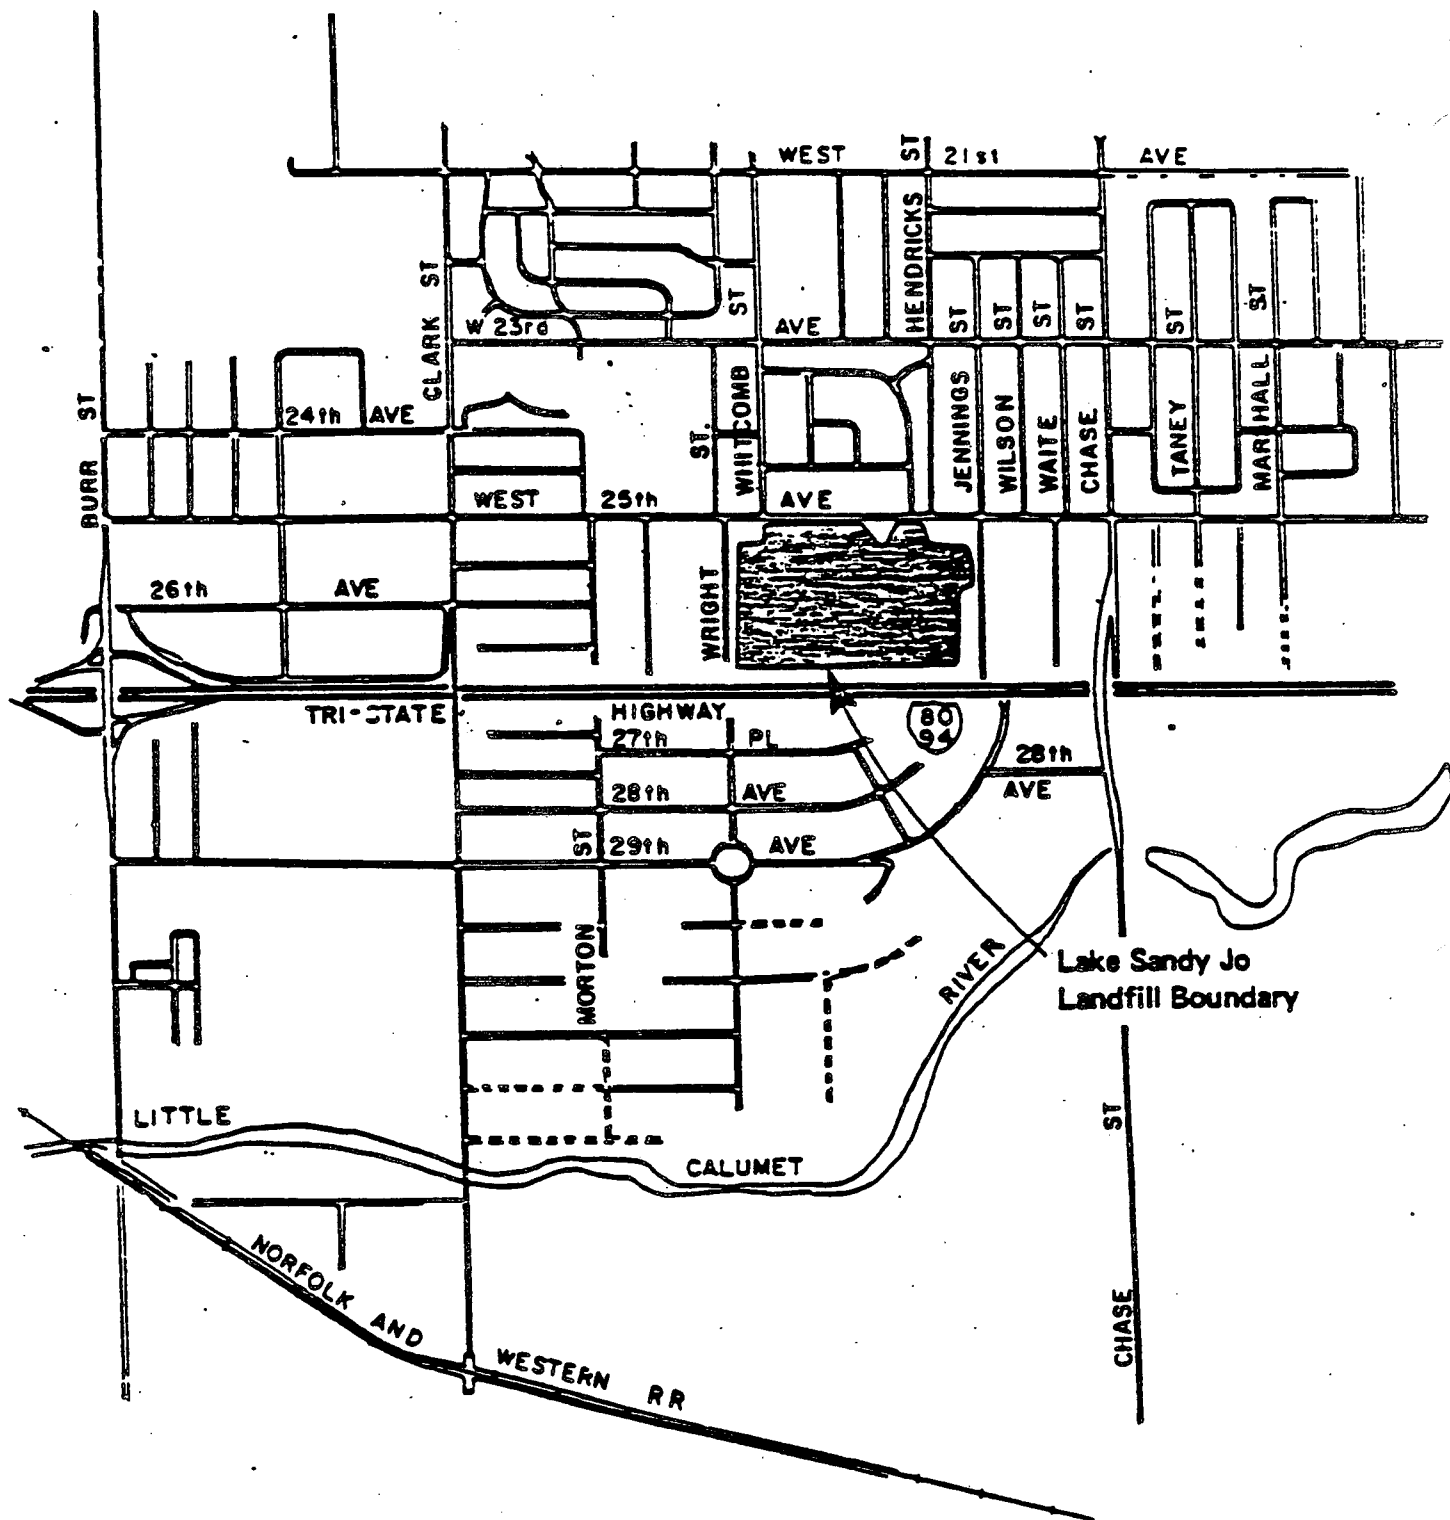 WEST 21st AVE
HENDRICKS ST
CLARK ST
W 23rd AVE
ST
ST
ST
ST
ST
ST
ST
BURR ST
24th AVE
ST. WHITCOMB
JENNINGS
WILSON
WAITE
CHASE
TANEY
MARSHALL
WEST 25th AVE
26th AVE
WRIGHT
TRI-STATE HIGHWAY
80
94
27th PL
28th AVE
28th
AVE
29th AVE
ST
MORTON
RIVER
Lake Sandy Jo
Landfill Boundary
LITTLE
CALUMET
ST
CHASE
NORFOLK AND WESTERN RR